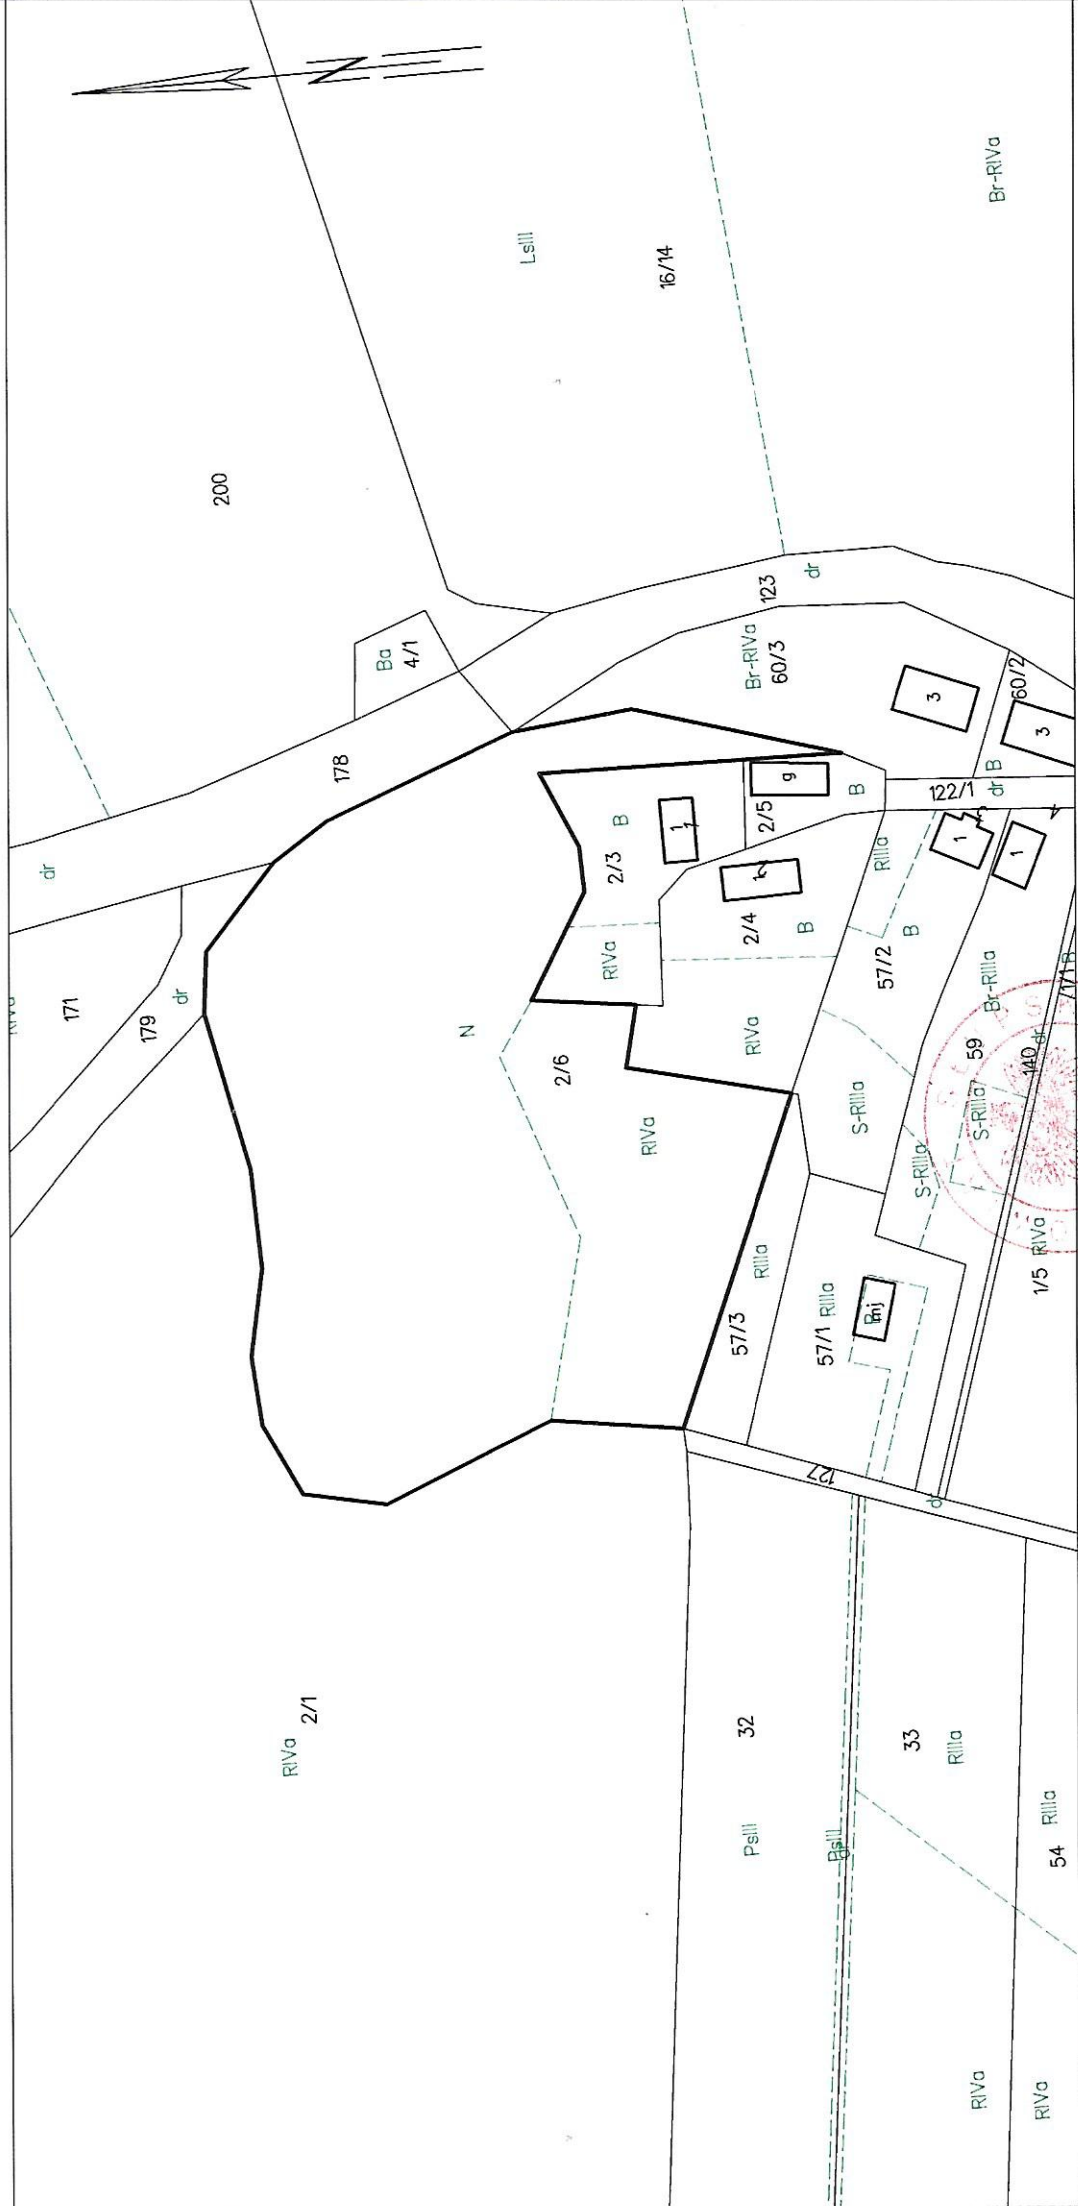 N
LsIII
16/14
Br-RIVa
200
Ba
4/1
123
dr
178
dr
Br-RIVa
60/3
3
60/2
3
B
dr
122/1
g
2/5
B
B
1
2/3
2/4
B
RIVa
RIIIa
1
1
57/2
B
171
dr
179
N
2/6
RIVa
RIVa
Br-RIIIa
59
140
dr
B
S-RIIIa
S-RIIIa
S-RIIIa
RIIIa
57/3
57/1
RIIIa
mj
1/5
RIVa
127
2/1
RIVa
32
PsIII
PsIII
33
RIIIa
54
RIIIa
RIVa
RIVa